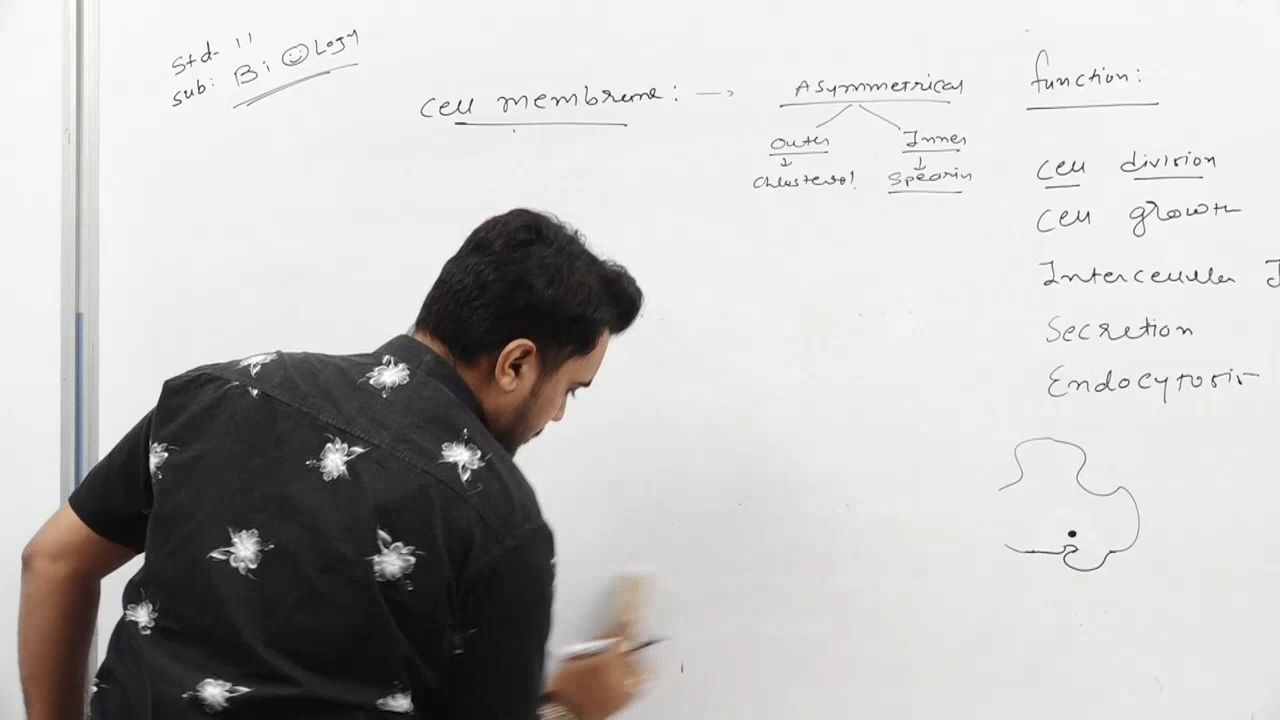 Std- 11
sub: Bi☺Logy
Cell membrane: → Asymmetrical
Outer Inner
↓ ↓
Chlusterol Spearin
function:
Cell division
Cell growth
Intercellular J
Secretion
Endocytosis